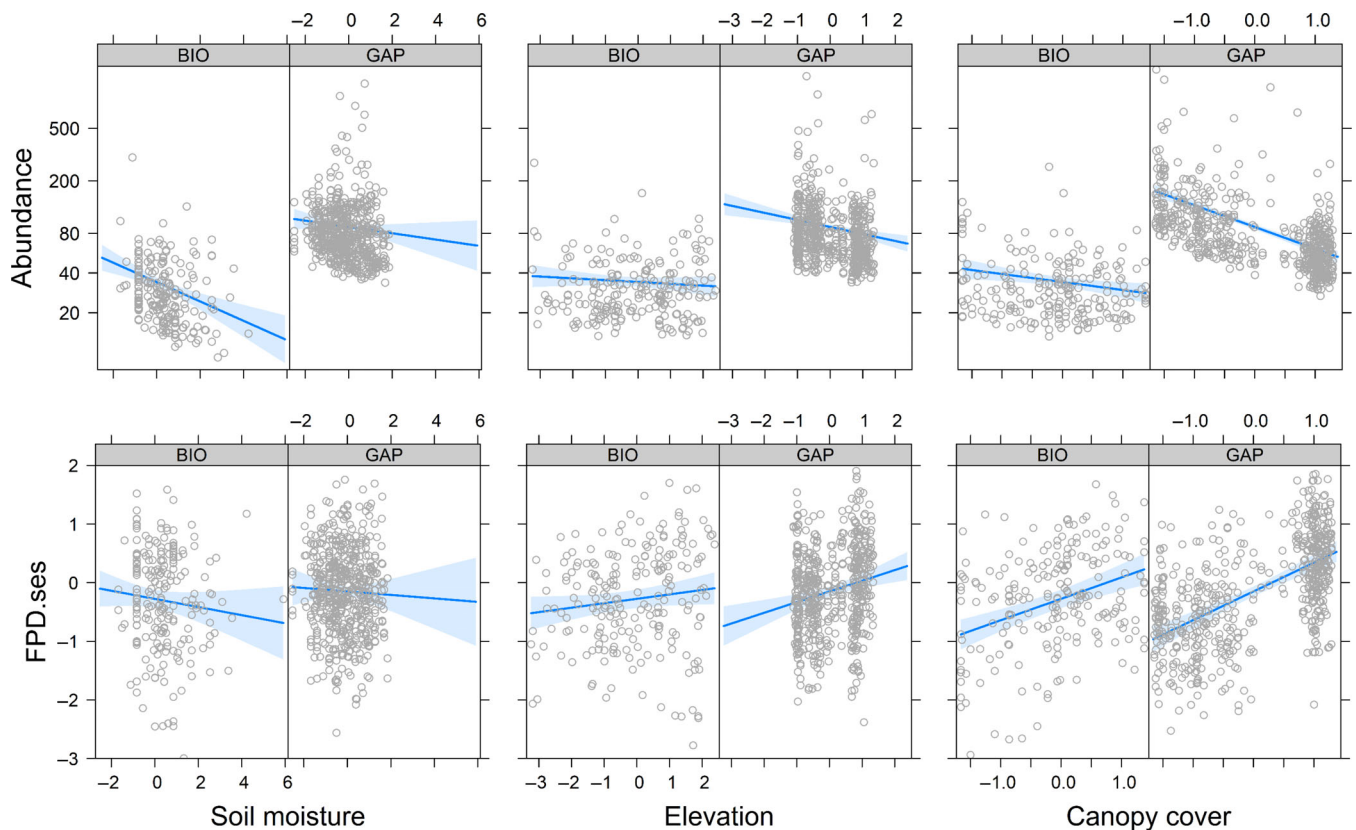 −2 0 2 4 6 −3 −2 −1 0 1 2 −1.0 0.0 1.0
BIO GAP BIO GAP BIO GAP
Abundance
500
200
80
40
20
−2 0 2 4 6 −3 −2 −1 0 1 2 −1.0 0.0 1.0
BIO GAP BIO GAP BIO GAP
FPD.ses
2
1
0
−1
−2
−3
−2 0 2 4 6 −3 −2 −1 0 1 2 −1.0 0.0 1.0
Soil moisture Elevation Canopy cover